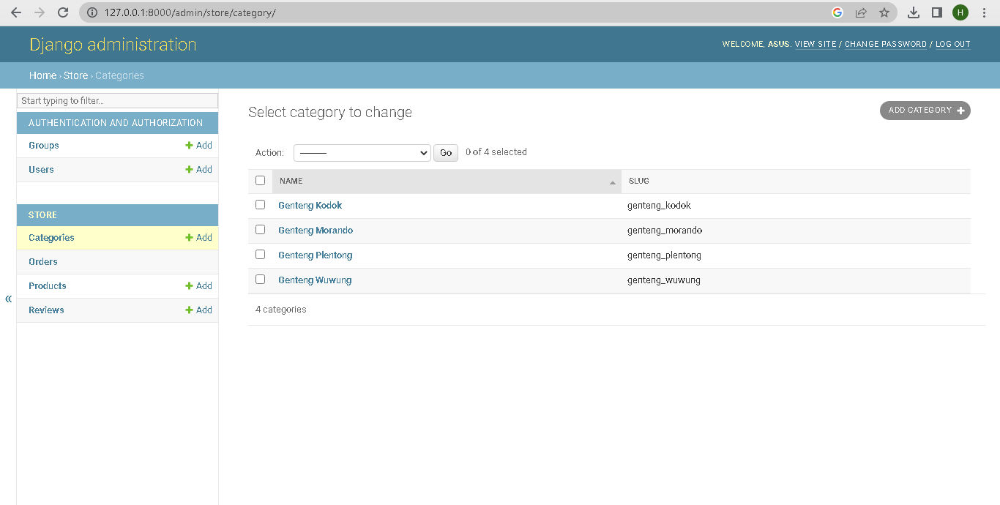 127.0.0.1:8000/admin/store/category/
H
Django administration
WELCOME, ASUS. VIEW SITE / CHANGE PASSWORD / LOG OUT
Home › Store › Categories
Start typing to filter...
AUTHENTICATION AND AUTHORIZATION
Groups + Add
Users + Add
STORE
Categories + Add
Orders
Products + Add
Reviews + Add
«
Select category to change
ADD CATEGORY +
Action: --------- Go 0 of 4 selected
NAME SLUG
Genteng Kodok genteng_kodok
Genteng Morando genteng_morando
Genteng Plentong genteng_plentong
Genteng Wuwung genteng_wuwung
4 categories